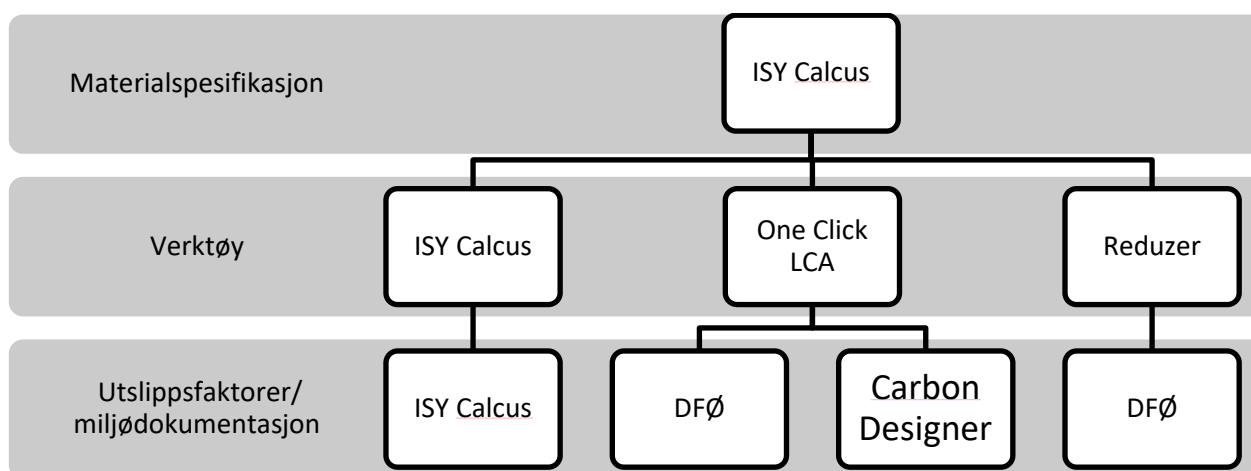 Materialspesifikasjon
ISY Calcus
Verktøy
ISY Calcus
One Click
LCA
Reduzer
Utslippsfaktorer/
miljødokumentasjon
ISY Calcus
DFØ
Carbon
Designer
DFØ